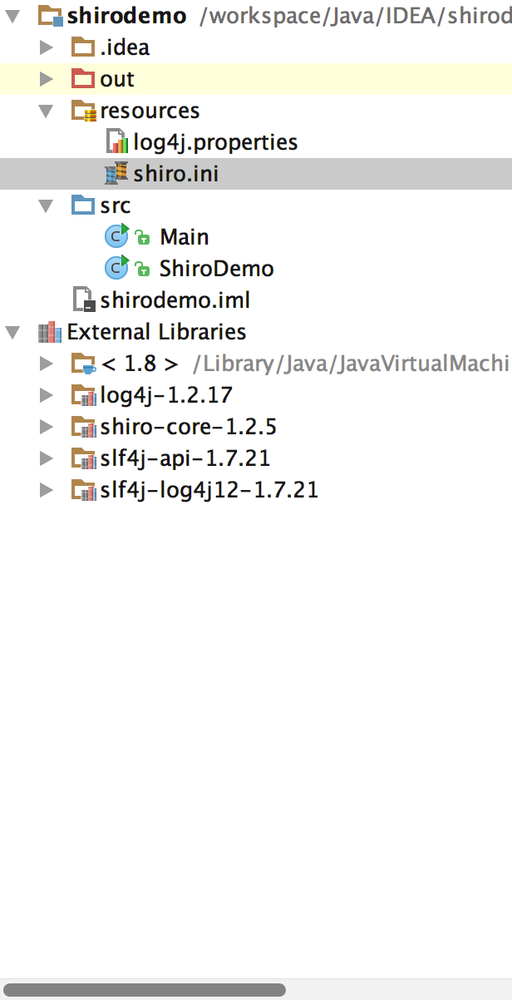 shirodemo /workspace/Java/IDEA/shirod
.idea
out
resources
log4j.properties
shiro.ini
src
C Main
C ShiroDemo
shirodemo.iml
External Libraries
< 1.8 > /Library/Java/JavaVirtualMachi
log4j-1.2.17
shiro-core-1.2.5
slf4j-api-1.7.21
slf4j-log4j12-1.7.21